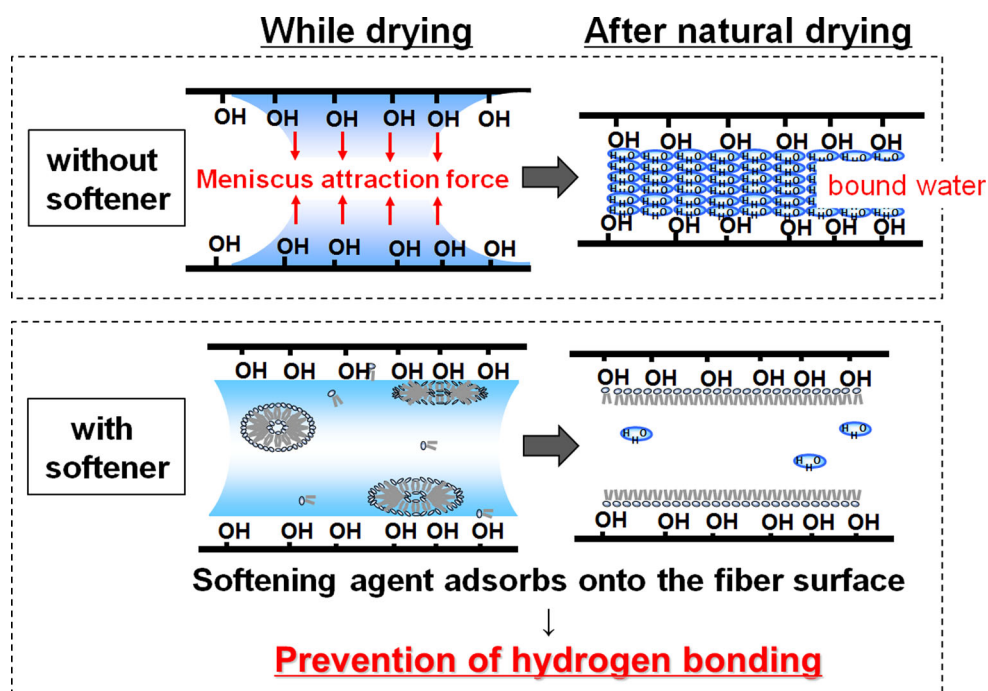 While drying
After natural drying
without softener
OH OH OH OH OH OH
Meniscus attraction force
OH OH OH OH OH OH
OH OH OH OH OH OH
bound water
OH OH OH OH OH OH
with softener
OH OH OH OH OH OH
OH OH OH OH OH OH
OH OH OH OH OH OH
H H O
H H O
H H O
OH OH OH OH OH OH
Softening agent adsorbs onto the fiber surface
↓
Prevention of hydrogen bonding